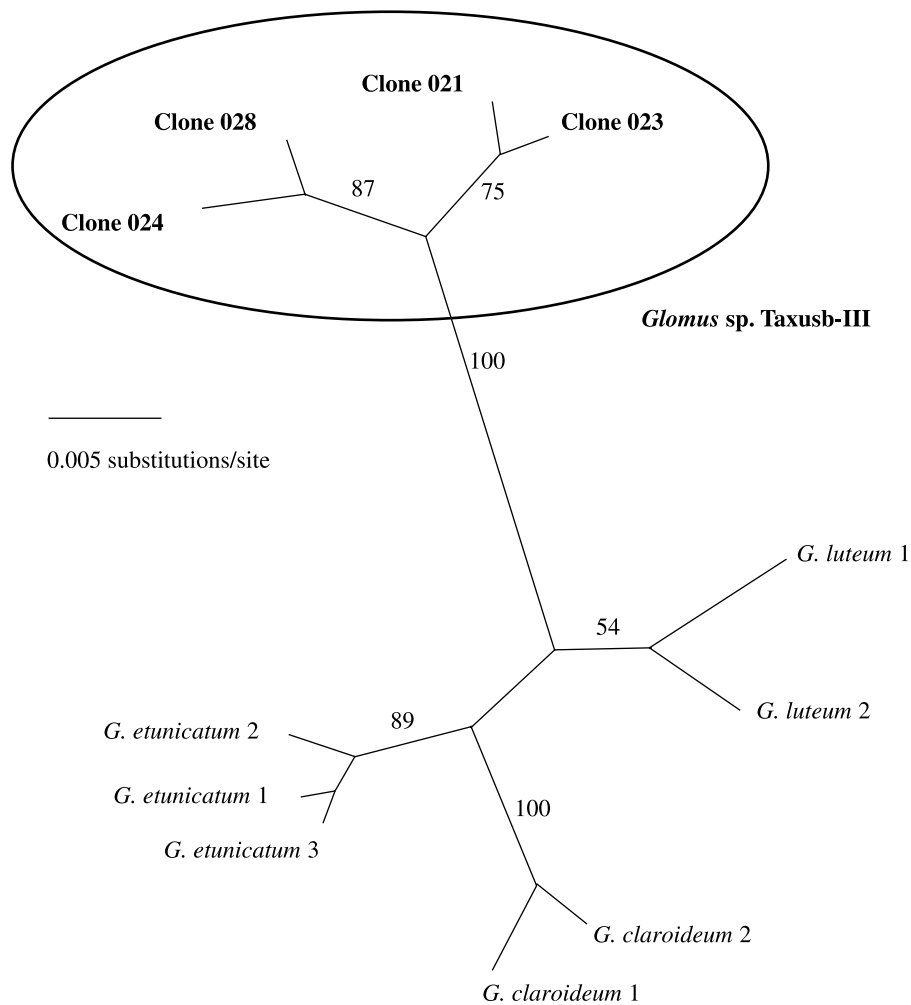 Clone 021
Clone 028
Clone 023
87
75
Clone 024
Glomus sp. Taxusb-III
100
0.005 substitutions/site
G. luteum 1
54
G. luteum 2
89
G. etunicatum 2
G. etunicatum 1
100
G. etunicatum 3
G. claroideum 2
G. claroideum 1